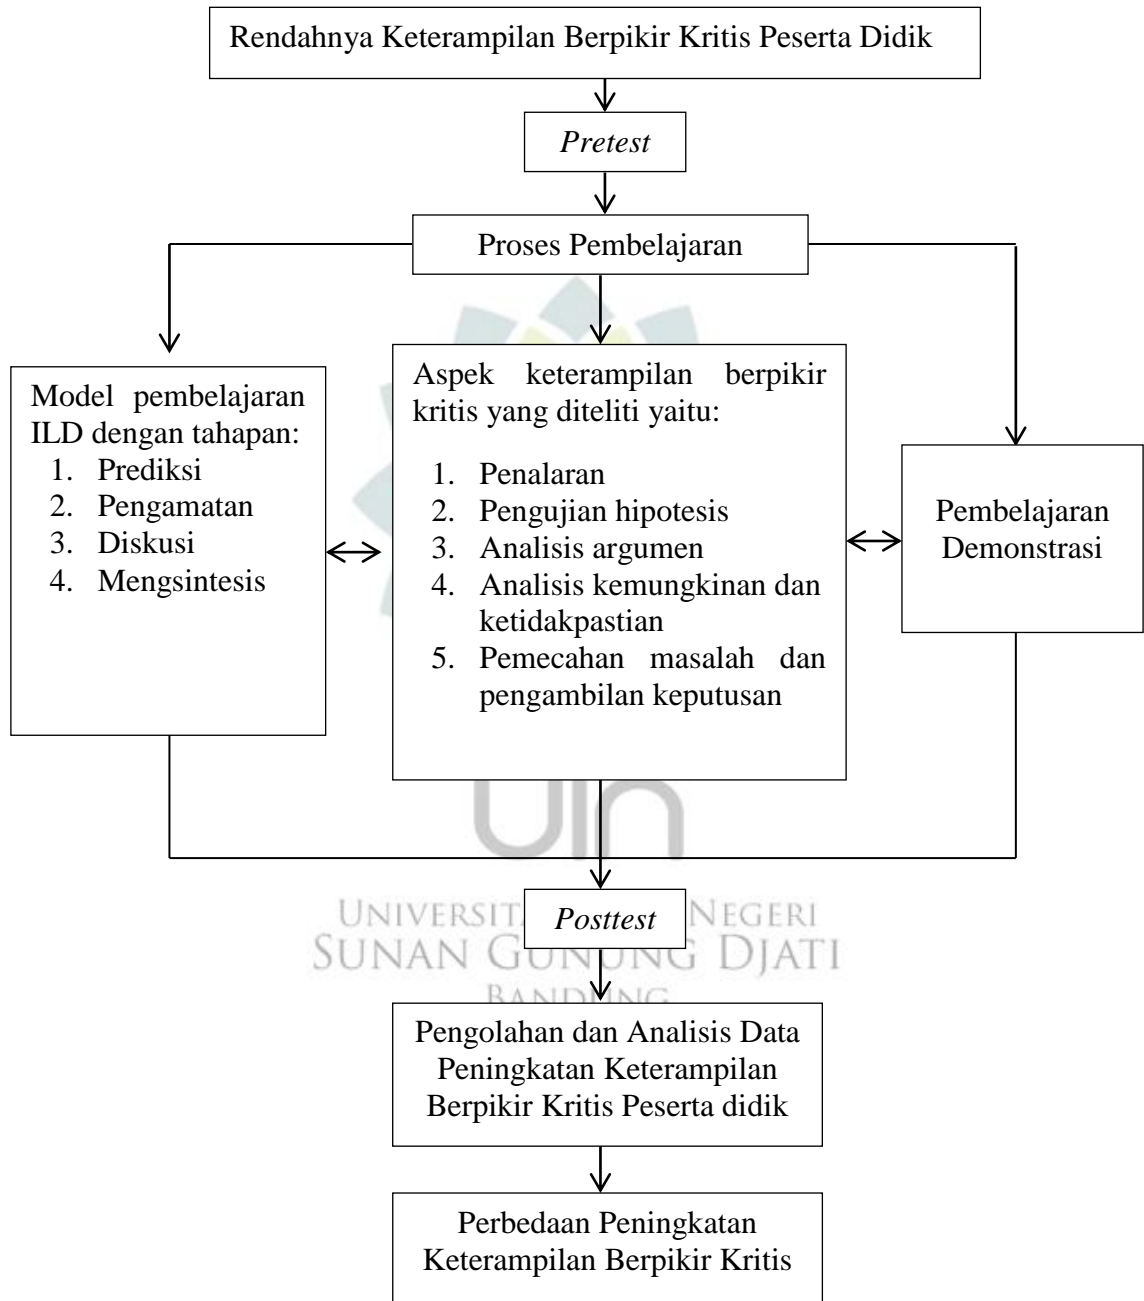 Rendahnya Keterampilan Berpikir Kritis Peserta Didik
Pretest
Proses Pembelajaran
Model pembelajaran
ILD dengan tahapan:
1. Prediksi
2. Pengamatan
3. Diskusi
4. Mengsintesis
Aspek keterampilan berpikir
kritis yang diteliti yaitu:
1. Penalaran
2. Pengujian hipotesis
3. Analisis argumen
4. Analisis kemungkinan dan
ketidakpastian
5. Pemecahan masalah dan
pengambilan keputusan
Pembelajaran
Demonstrasi
uin
UNIVERSIT NEGERI
SUNAN GUNUNG DJATI
BANDUNG
Posttest
Pengolahan dan Analisis Data
Peningkatan Keterampilan
Berpikir Kritis Peserta didik
Perbedaan Peningkatan
Keterampilan Berpikir Kritis